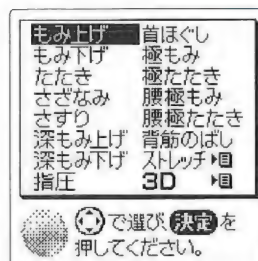 もみ上げ 首ほぐし
もみ下げ 極もみ
たたき 極たたき
さざなみ 腰極もみ
さすり 腰極たたき
深もみ上げ 背筋のばし
深もみ下げ ストレッチ
指圧 3D
で選び、決定を
押してください。